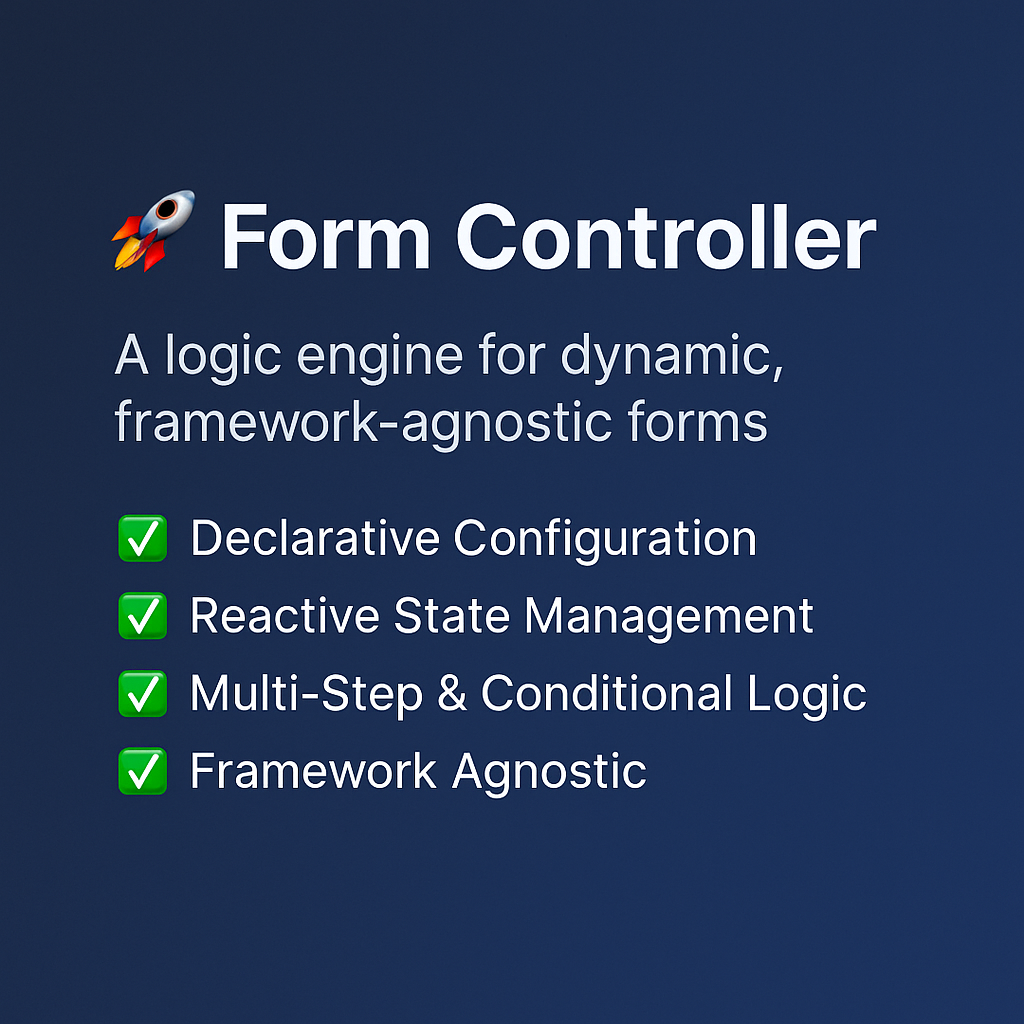 🚀 Form Controller
A logic engine for dynamic,
framework-agnostic forms
✅ Declarative Configuration
✅ Reactive State Management
✅ Multi-Step & Conditional Logic
✅ Framework Agnostic